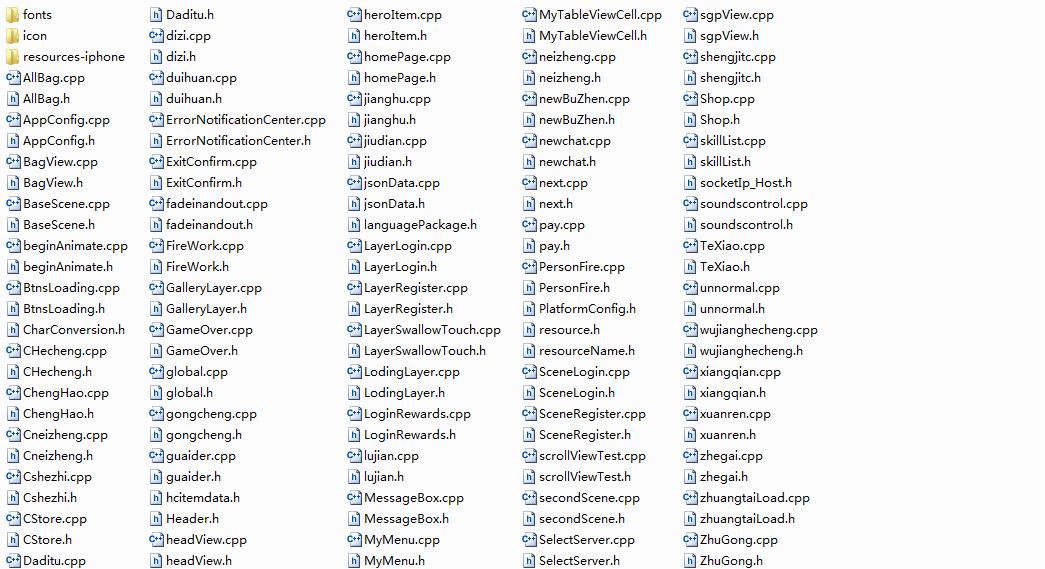 fonts
icon
resources-iphone
AllBag.cpp
AllBag.h
AppConfig.cpp
AppConfig.h
BagView.cpp
BagView.h
BaseScene.cpp
BaseScene.h
beginAnimate.cpp
beginAnimate.h
BtnsLoading.cpp
BtnsLoading.h
CharConversion.h
CHecheng.cpp
CHecheng.h
ChengHao.cpp
ChengHao.h
Cneizheng.cpp
Cneizheng.h
Cshezhi.cpp
Cshezhi.h
CStore.cpp
CStore.h
Daditu.cpp
Daditu.h
dizi.cpp
dizi.h
duihuan.cpp
duihuan.h
ErrorNotificationCenter.cpp
ErrorNotificationCenter.h
ExitConfirm.cpp
ExitConfirm.h
fadeinandout.cpp
fadeinandout.h
FireWork.cpp
FireWork.h
GalleryLayer.cpp
GalleryLayer.h
GameOver.cpp
GameOver.h
global.cpp
global.h
gongcheng.cpp
gongcheng.h
guaider.cpp
guaider.h
hcitemdata.h
Header.h
headView.cpp
headView.h
heroItem.cpp
heroItem.h
homePage.cpp
homePage.h
jianghu.cpp
jianghu.h
jiudian.cpp
jiudian.h
jsonData.cpp
jsonData.h
languagePackage.h
LayerLogin.cpp
LayerLogin.h
LayerRegister.cpp
LayerRegister.h
LayerSwallowTouch.cpp
LayerSwallowTouch.h
LodingLayer.cpp
LodingLayer.h
LoginRewards.cpp
LoginRewards.h
lujian.cpp
lujian.h
MessageBox.cpp
MessageBox.h
MyMenu.cpp
MyMenu.h
MyTableViewCell.cpp
MyTableViewCell.h
neizheng.cpp
neizheng.h
newBuZhen.cpp
newBuZhen.h
newchat.cpp
newchat.h
next.cpp
next.h
pay.cpp
pay.h
PersonFire.cpp
PersonFire.h
PlatformConfig.h
resource.h
resourceName.h
SceneLogin.cpp
SceneLogin.h
SceneRegister.cpp
SceneRegister.h
scrollViewTest.cpp
scrollViewTest.h
secondScene.cpp
secondScene.h
SelectServer.cpp
SelectServer.h
sgpView.cpp
sgpView.h
shengjitc.cpp
shengjitc.h
Shop.cpp
Shop.h
skillList.cpp
skillList.h
socketIp_Host.h
soundscontrol.cpp
soundscontrol.h
TeXiao.cpp
TeXiao.h
unnormal.cpp
unnormal.h
wujianghecheng.cpp
wujianghecheng.h
xiangqian.cpp
xiangqian.h
xuanren.cpp
xuanren.h
zhegai.cpp
zhegai.h
zhuangtaiLoad.cpp
zhuangtaiLoad.h
ZhuGong.cpp
ZhuGong.h